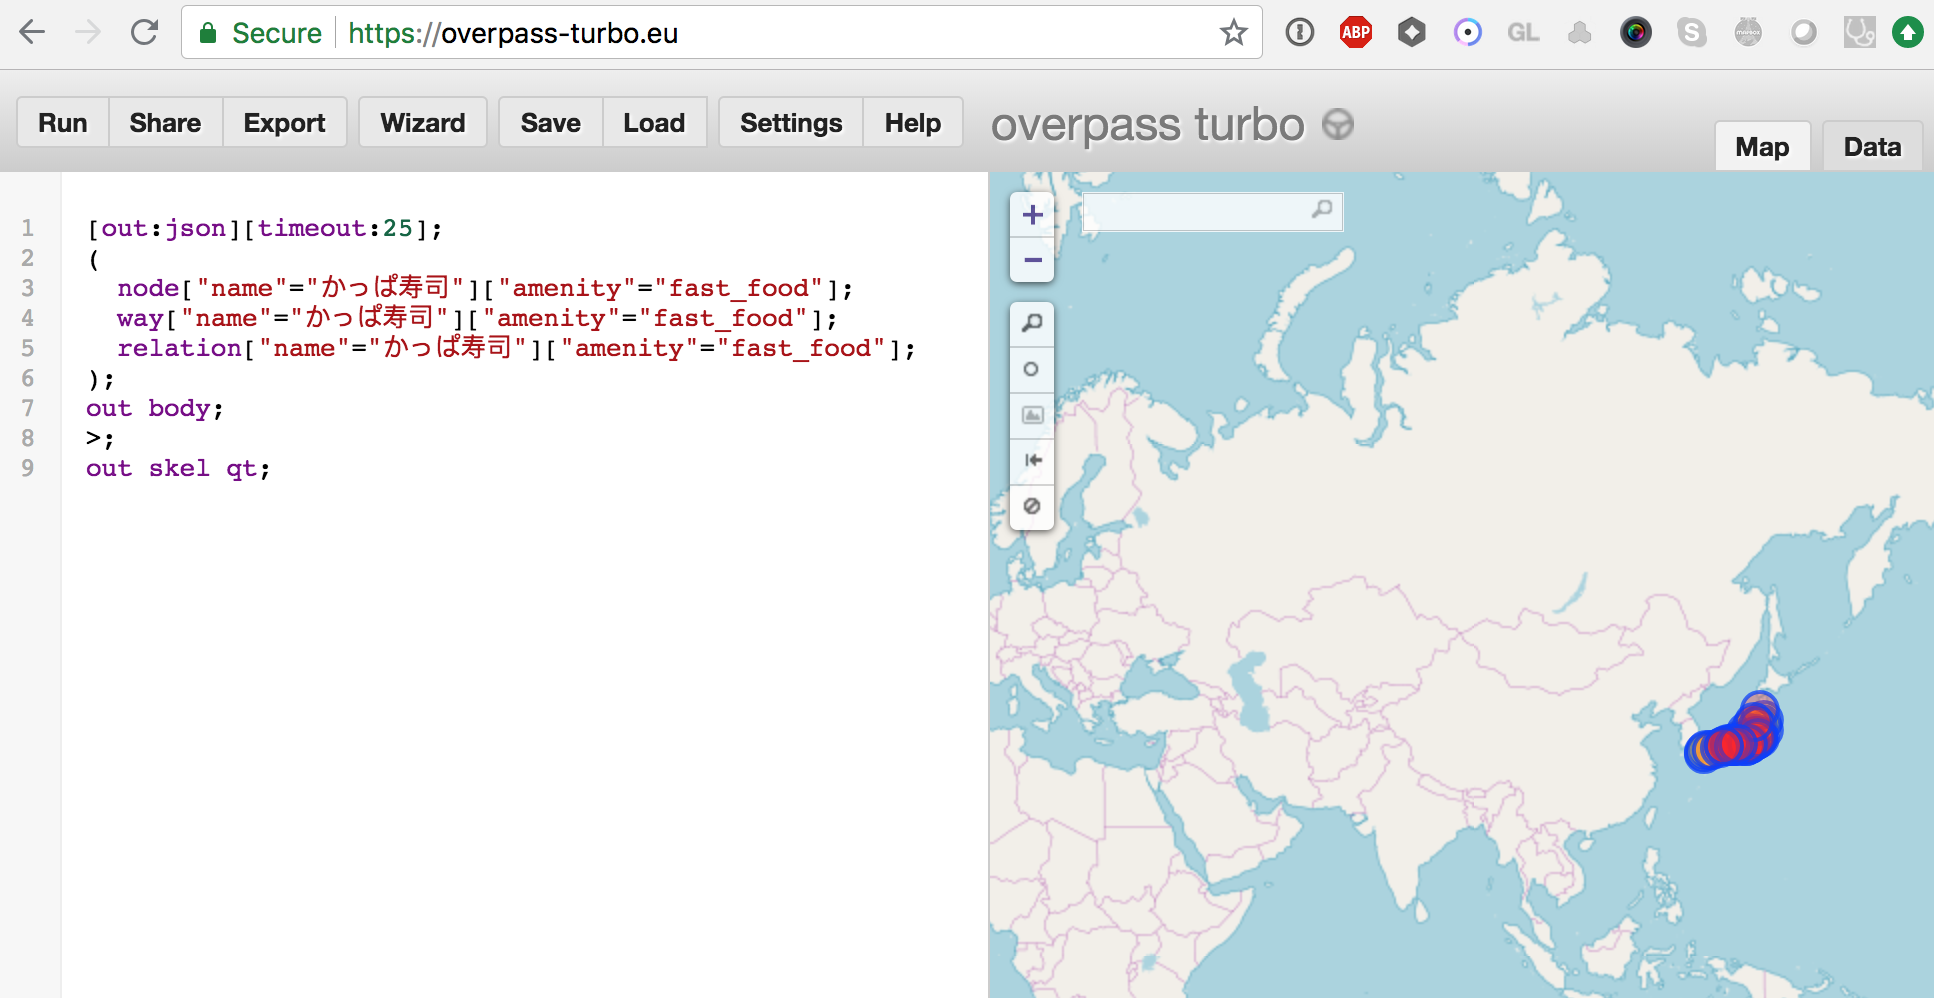 Secure https://overpass-turbo.eu
ABP GL S
Run Share Export Wizard Save Load Settings Help overpass turbo Map Data
+
−
1 [out:json][timeout:25];
2 (
3 node["name"="かっぱ寿司"]["amenity"="fast_food"];
4 way["name"="かっぱ寿司"]["amenity"="fast_food"];
5 relation["name"="かっぱ寿司"]["amenity"="fast_food"];
6 );
7 out body;
8 >;
9 out skel qt;